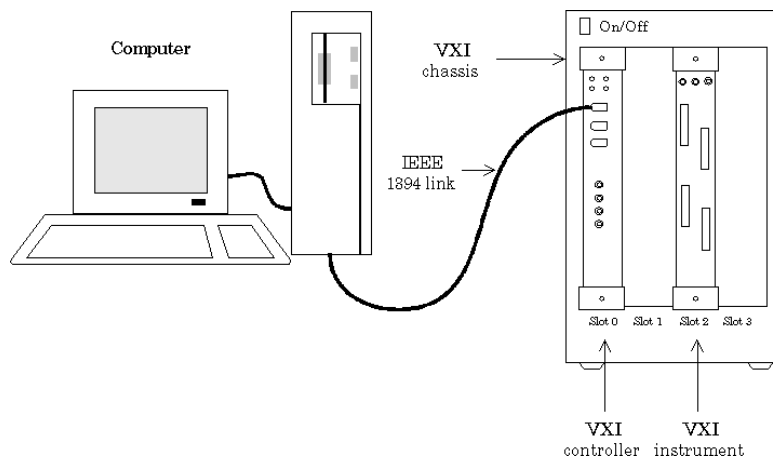 Computer
VXI
chassis
On/Off
IEEE
1394 link
Slot 0 Slot 1 Slot 2 Slot 3
VXI
controller
VXI
instrument